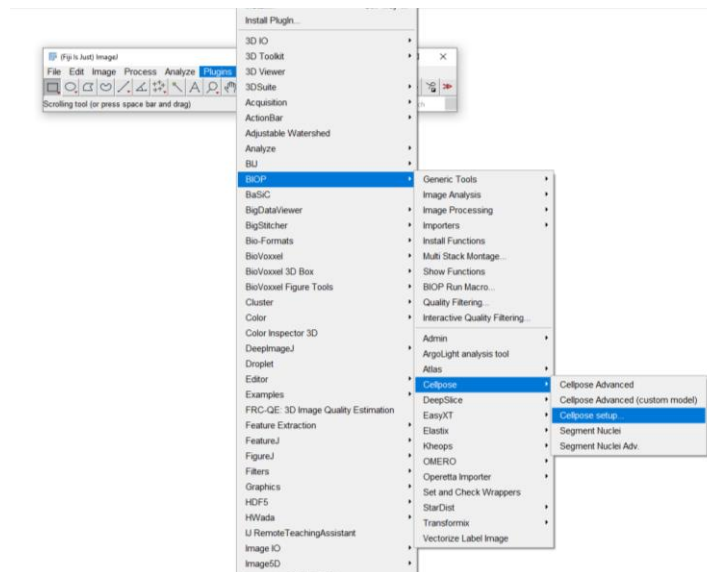 Install PlugIn...
3D IO
3D Toolkit
3D Viewer
3DSuite
Acquisition
ActionBar
Adjustable Watershed
Analyze
BIJ
BIOP
BaSiC
BigDataViewer
BigStitcher
Bio-Formats
BioVoxxel
BioVoxxel 3D Box
BioVoxxel Figure Tools
Cluster
Color
Color Inspector 3D
DeepImageJ
Droplet
Editor
Examples
FRC-QE: 3D Image Quality Estimation
Feature Extraction
FeatureJ
FigureJ
Filters
Graphics
HDF5
HWada
IJ RemoteTeachingAssistant
Image IO
Image5D
(Fiji Is Just) ImageJ
File Edit Image Process Analyze Plugins
Scrolling tool (or press space bar and drag)
Generic Tools
Image Analysis
Image Processing
Importers
Install Functions
Multi Stack Montage...
Show Functions
BIOP Run Macro...
Quality Filtering...
Interactive Quality Filtering...
Admin
ArgoLight analysis tool
Atlas
Cellpose
DeepSlice
EasyXT
Elastix
Kheops
OMERO
Operetta Importer
Set and Check Wrappers
StarDist
Transformix
Vectorize Label Image
Cellpose Advanced
Cellpose Advanced (custom model)
Cellpose setup...
Segment Nuclei
Segment Nuclei Adv.